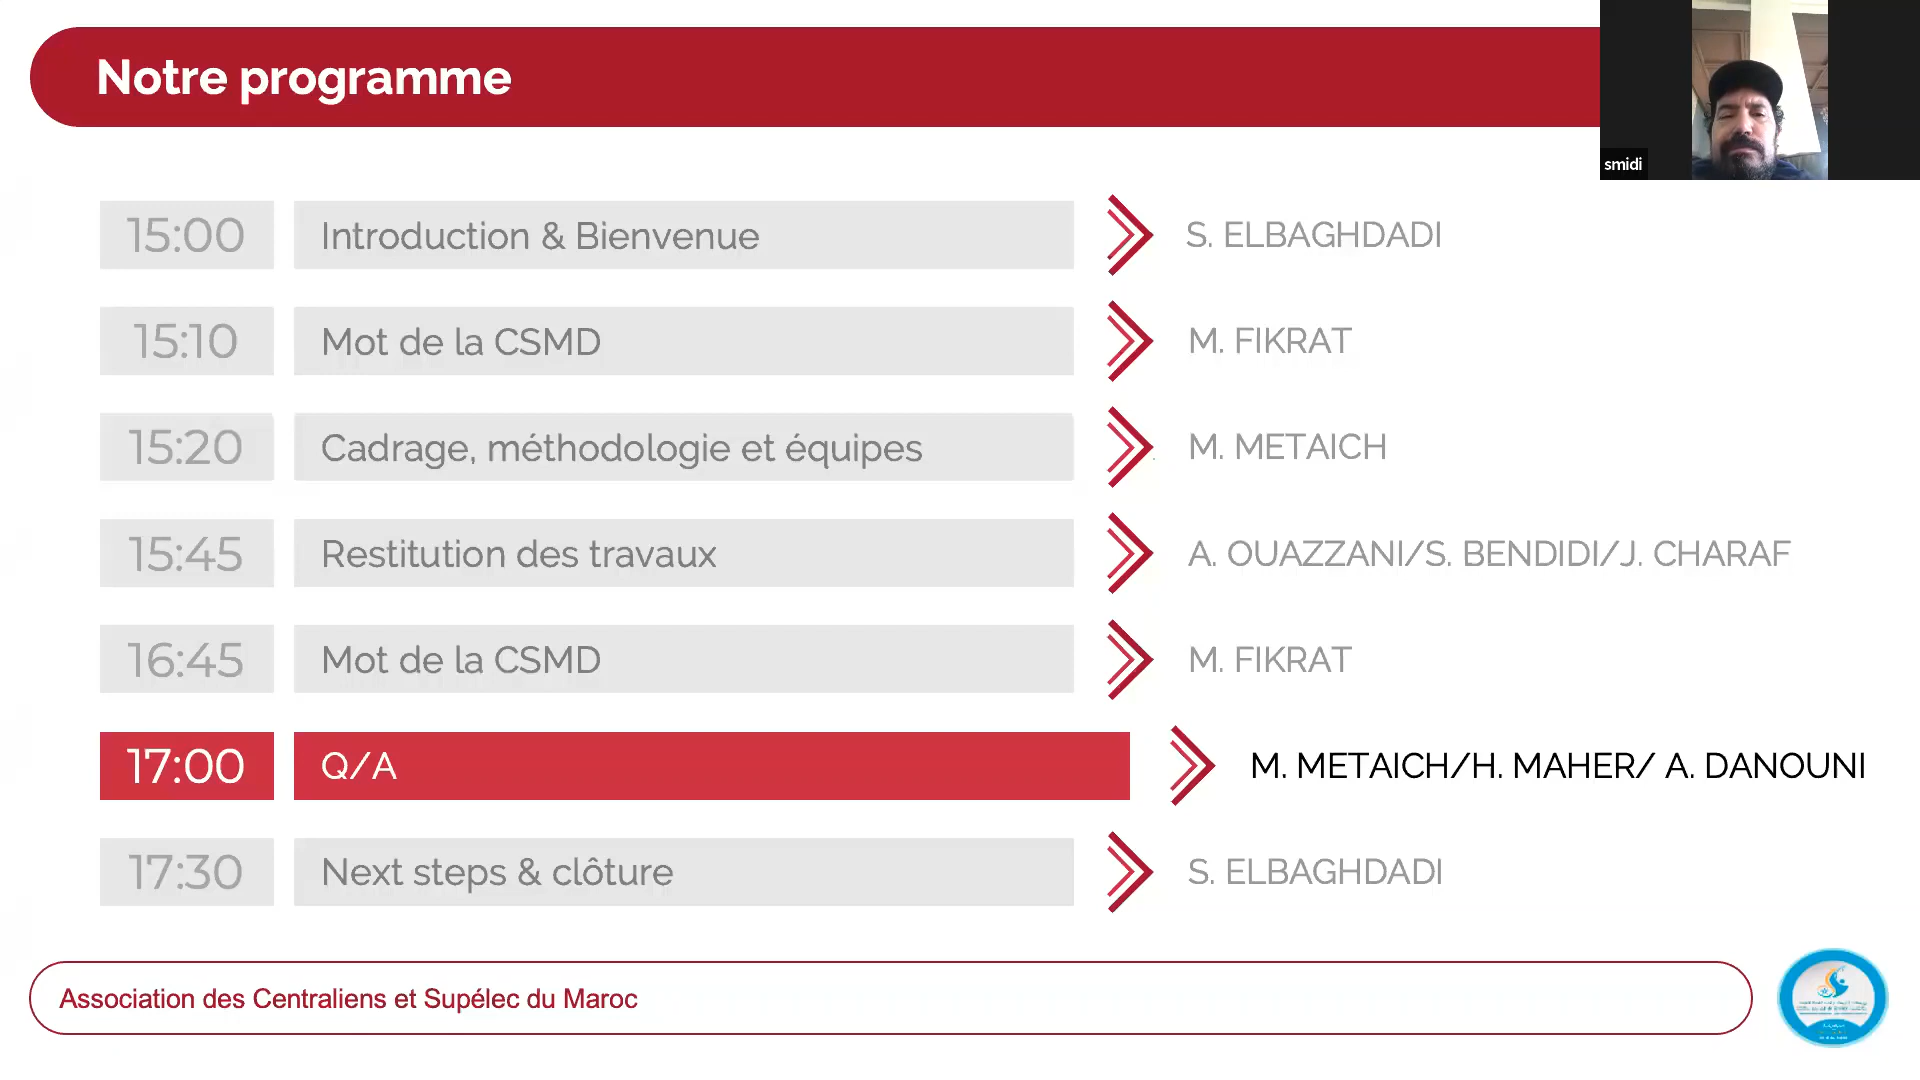 Notre programme
smidi
15:00 Introduction & Bienvenue S. ELBAGHDADI
15:10 Mot de la CSMD M. FIKRAT
15:20 Cadrage, méthodologie et équipes M. METAICH
15:45 Restitution des travaux A. OUAZZANI/S. BENDIDI/J. CHARAF
16:45 Mot de la CSMD M. FIKRAT
17:00 Q/A M. METAICH/H. MAHER/ A. DANOUNI
17:30 Next steps & clôture S. ELBAGHDADI
Association des Centraliens et Supélec du Maroc